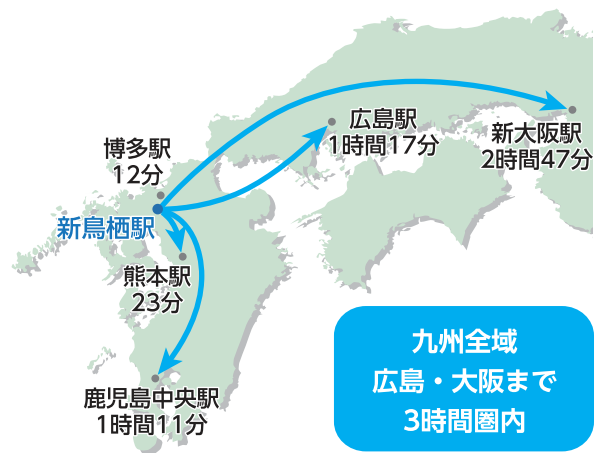 広島駅
1時間17分
新大阪駅
2時間47分
博多駅
12分
新鳥栖駅
熊本駅
23分
鹿児島中央駅
1時間11分
九州全域
広島・大阪まで
3時間圏内